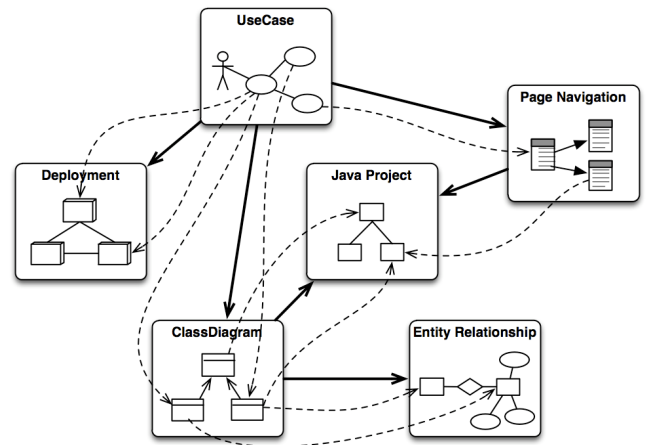 UseCase
Page Navigation
Deployment
Java Project
ClassDiagram
Entity Relationship